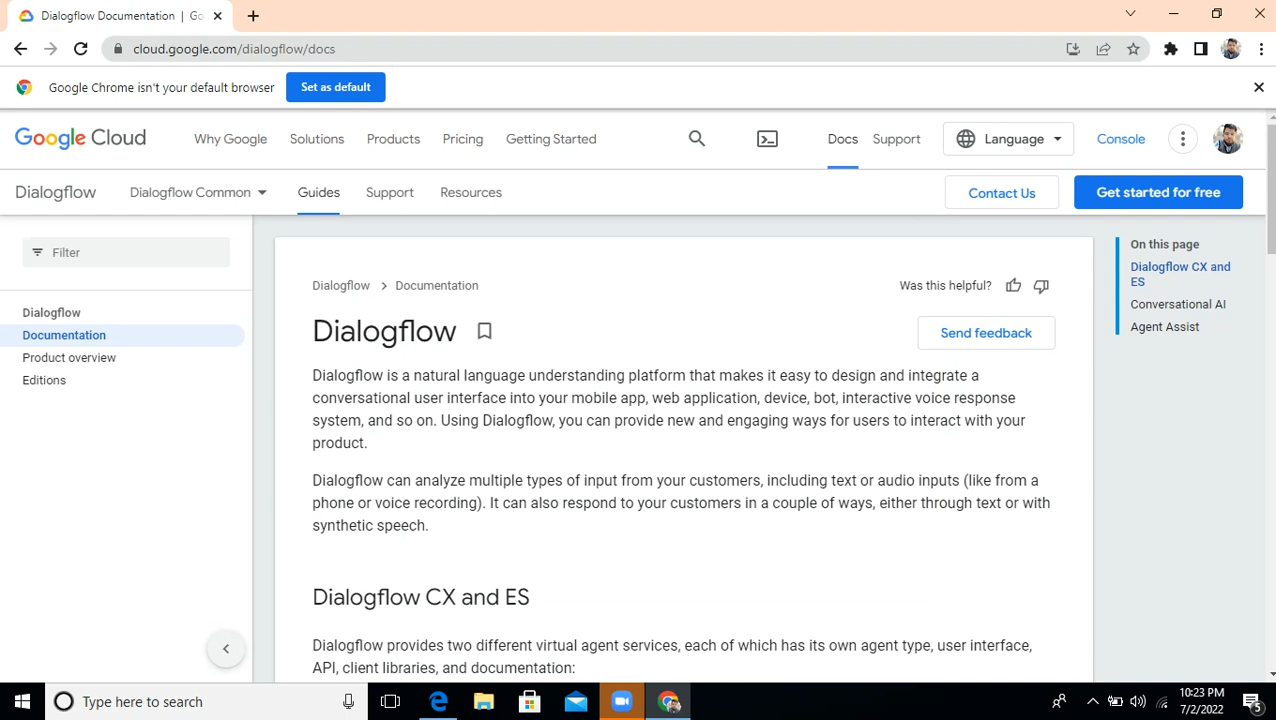 Dialogflow Documentation | Go
cloud.google.com/dialogflow/docs
Google Chrome isn't your default browser
Set as default
Google Cloud
Why Google
Solutions
Products
Pricing
Getting Started
Docs
Support
Language
Console
Dialogflow
Dialogflow Common
Guides
Support
Resources
Contact Us
Get started for free
Filter
Dialogflow
Documentation
Product overview
Editions
Dialogflow
Documentation
Was this helpful?
Dialogflow
Send feedback
Dialogflow is a natural language understanding platform that makes it easy to design and integrate a
conversational user interface into your mobile app, web application, device, bot, interactive voice response
system, and so on. Using Dialogflow, you can provide new and engaging ways for users to interact with your
product.
Dialogflow can analyze multiple types of input from your customers, including text or audio inputs (like from a
phone or voice recording). It can also respond to your customers in a couple of ways, either through text or with
synthetic speech.
Dialogflow CX and ES
Dialogflow provides two different virtual agent services, each of which has its own agent type, user interface,
API, client libraries, and documentation:
On this page
Dialogflow CX and
ES
Conversational AI
Agent Assist
Type here to search
10:23 PM
7/2/2022
5